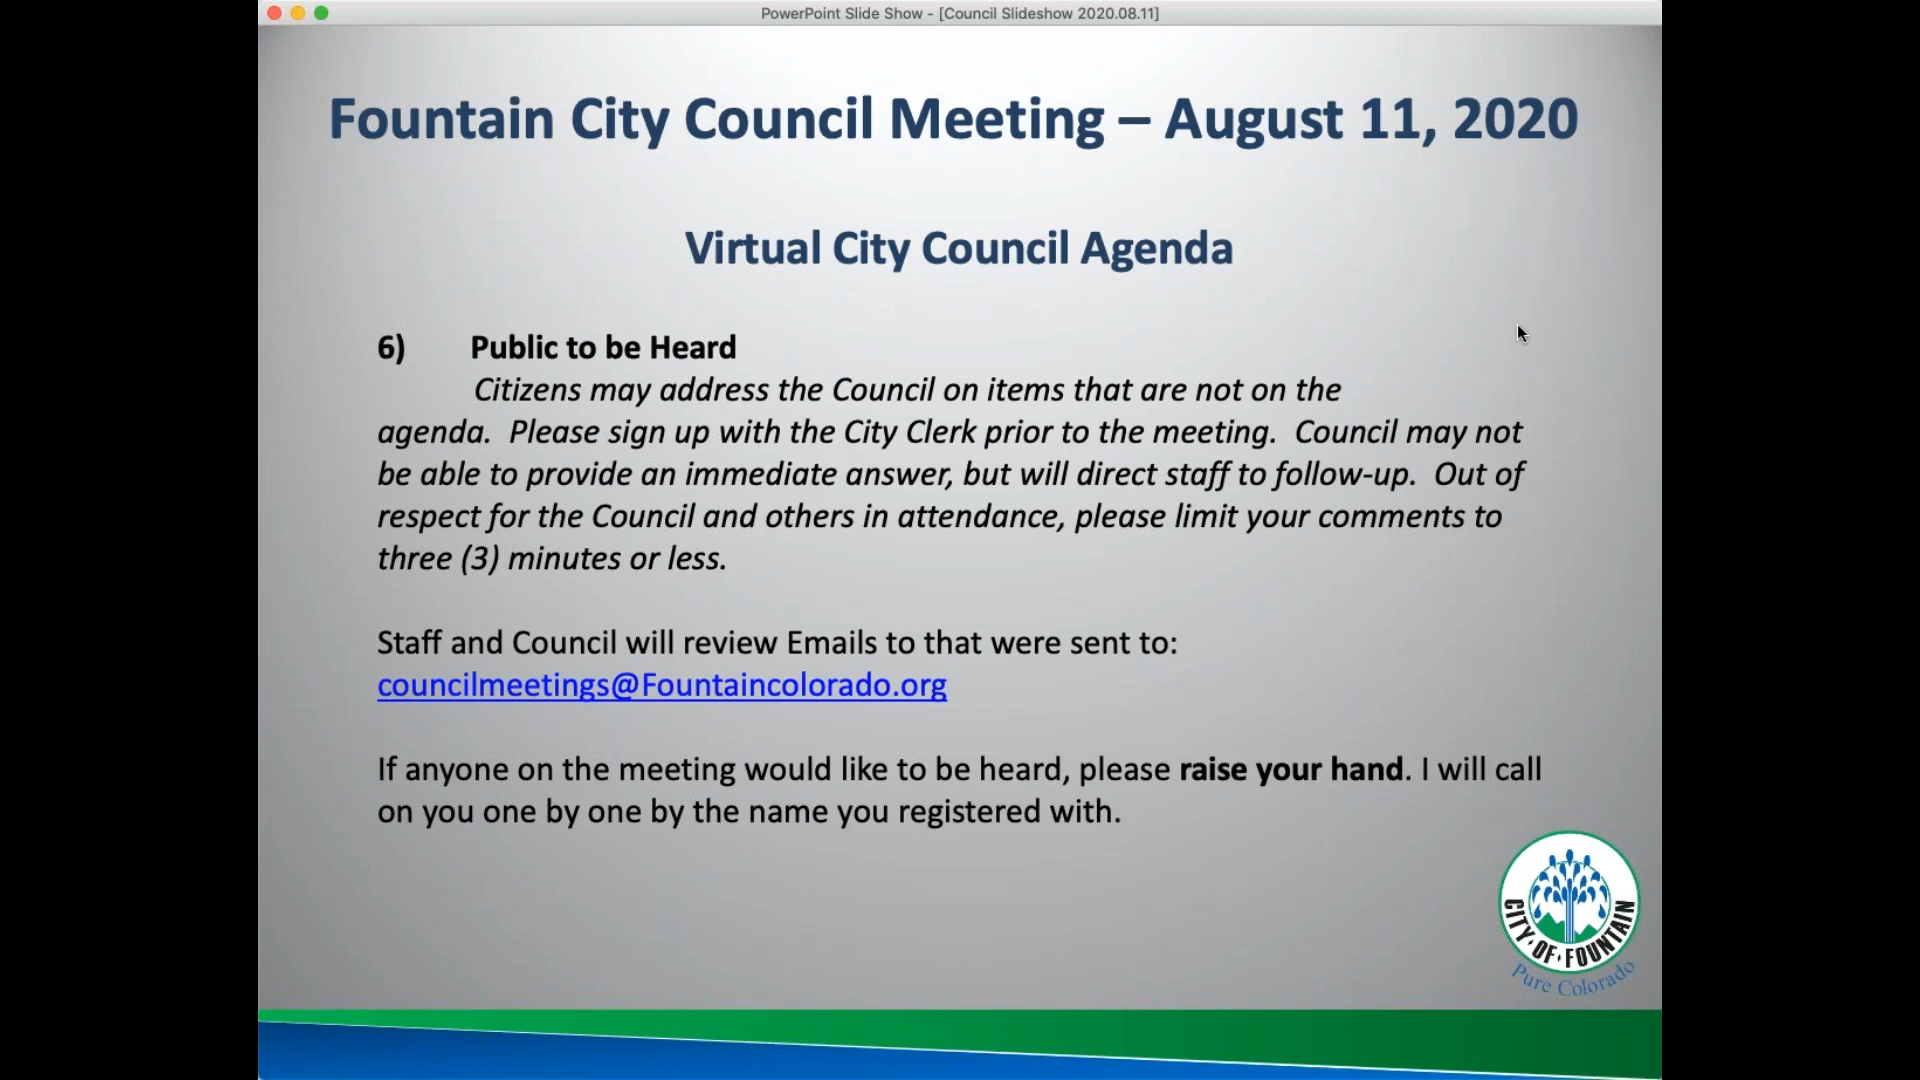 PowerPoint Slide Show - [Council Slideshow 2020.08.11]
Fountain City Council Meeting – August 11, 2020
Virtual City Council Agenda
6) Public to be Heard
Citizens may address the Council on items that are not on the
agenda.  Please sign up with the City Clerk prior to the meeting.  Council may not
be able to provide an immediate answer, but will direct staff to follow-up.  Out of
respect for the Council and others in attendance, please limit your comments to
three (3) minutes or less.
Staff and Council will review Emails to that were sent to:
councilmeetings@Fountaincolorado.org
If anyone on the meeting would like to be heard, please raise your hand. I will call
on you one by one by the name you registered with.
CITY·OF·FOUNTAIN
Pure Colorado